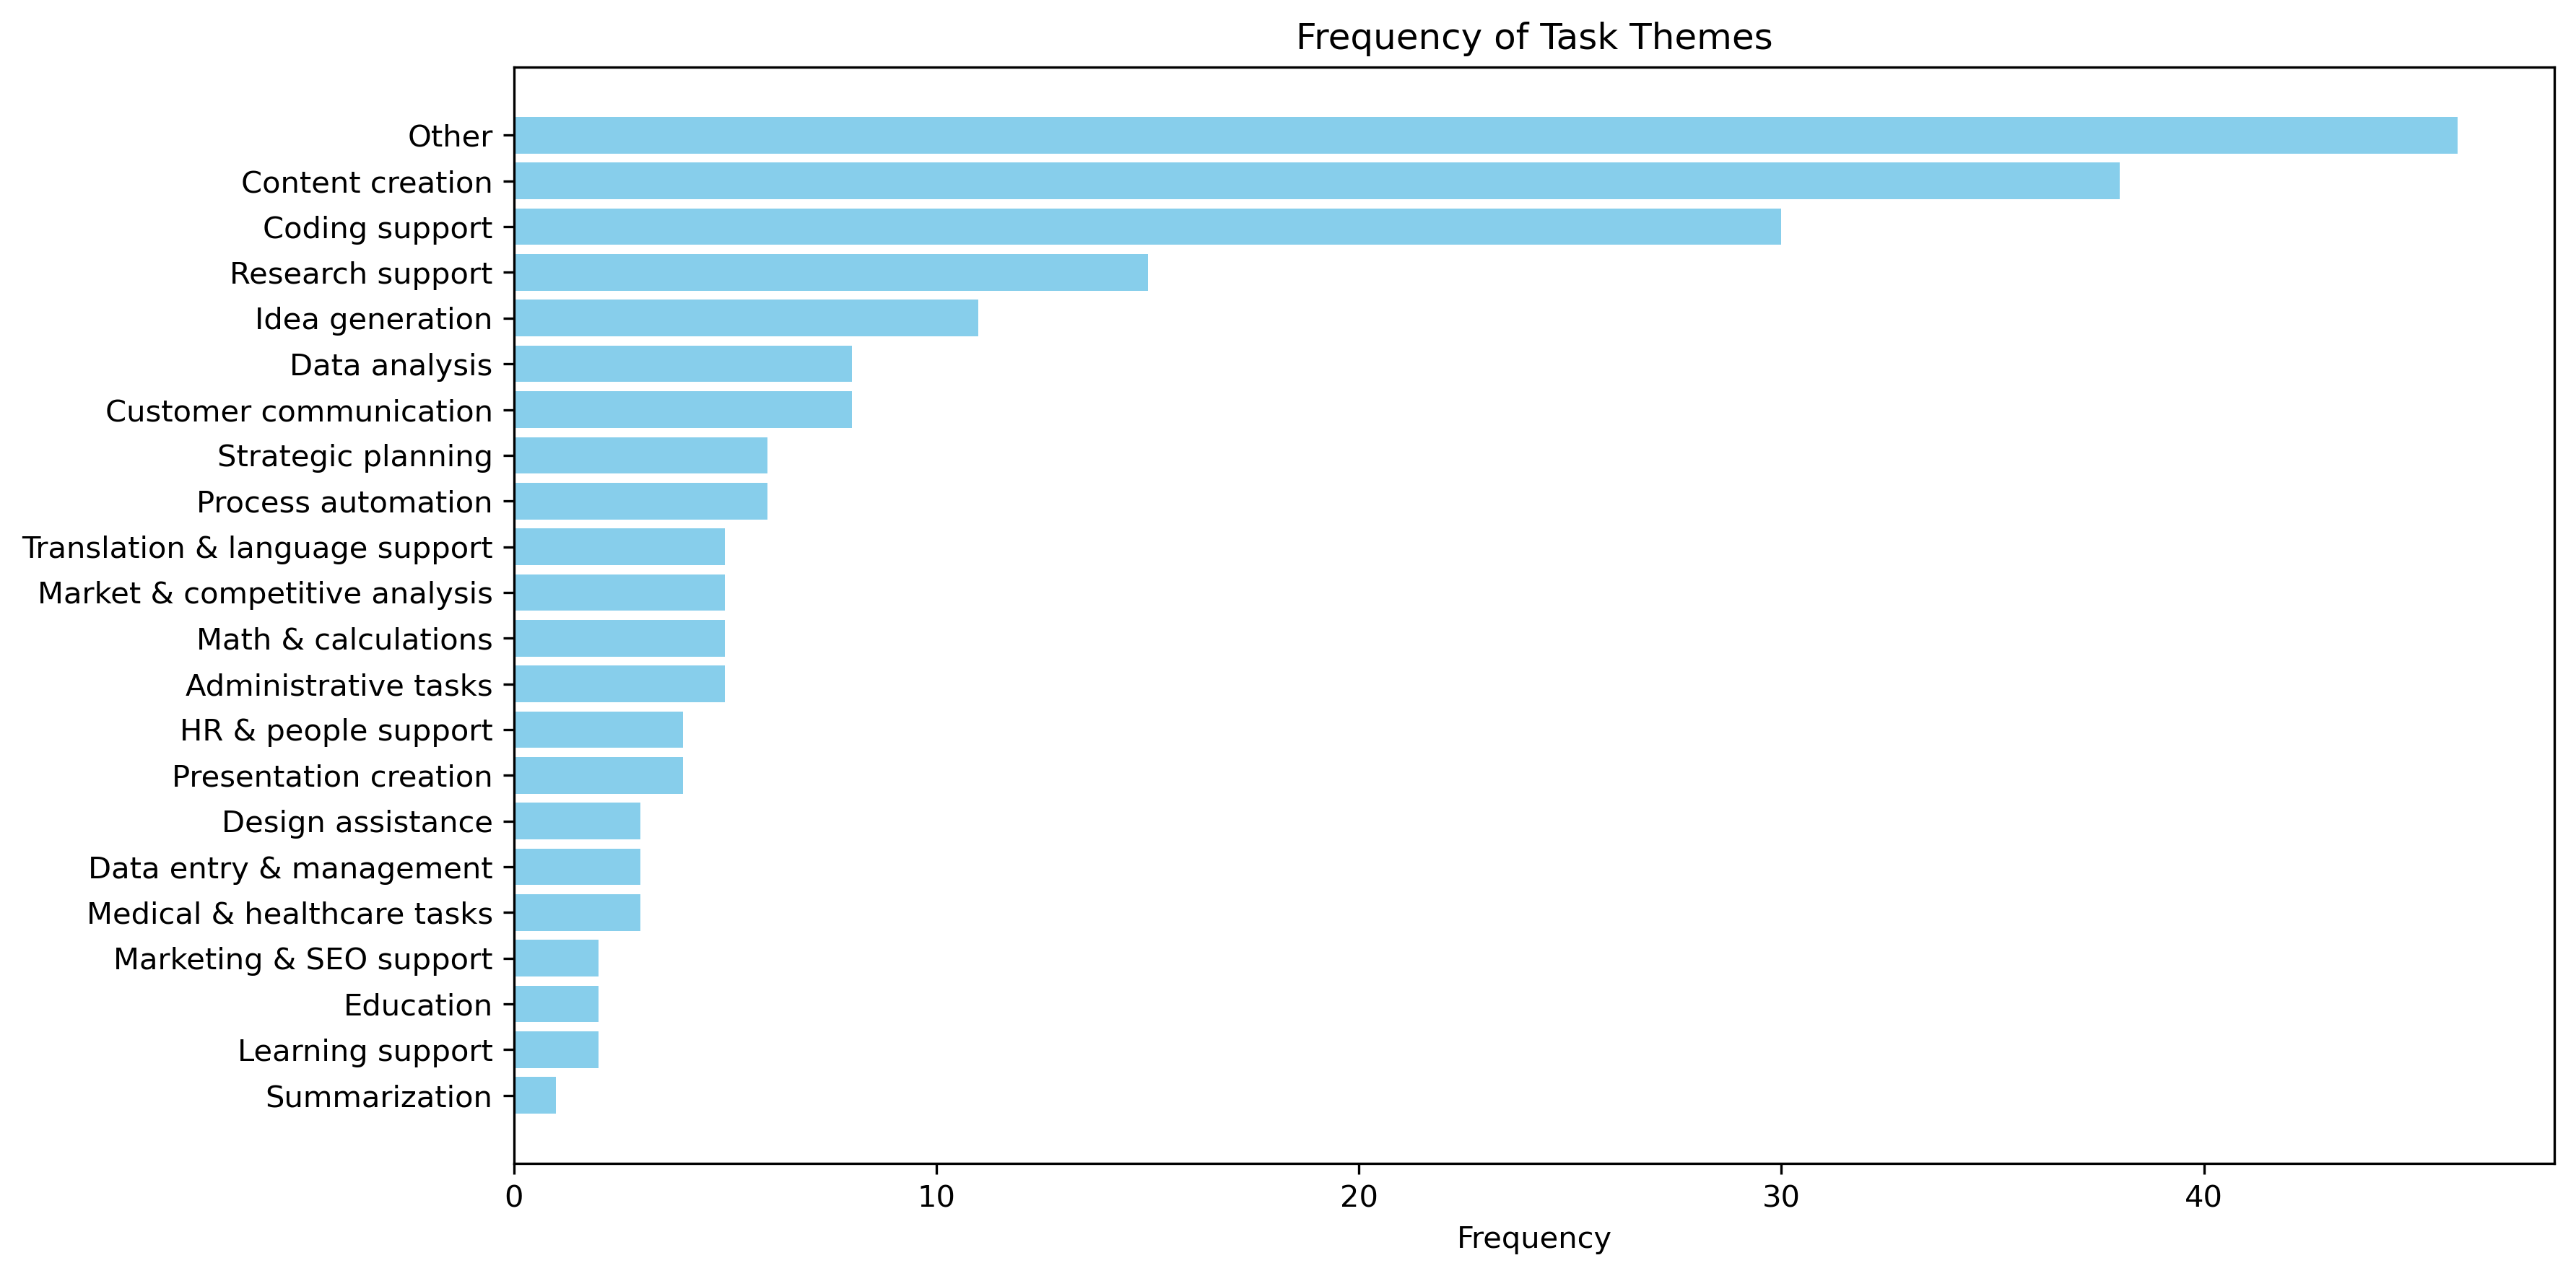 Frequency of Task Themes
Other
Content creation
Coding support
Research support
Idea generation
Data analysis
Customer communication
Strategic planning
Process automation
Translation & language support
Market & competitive analysis
Math & calculations
Administrative tasks
HR & people support
Presentation creation
Design assistance
Data entry & management
Medical & healthcare tasks
Marketing & SEO support
Education
Learning support
Summarization
0 10 20 30 40
Frequency